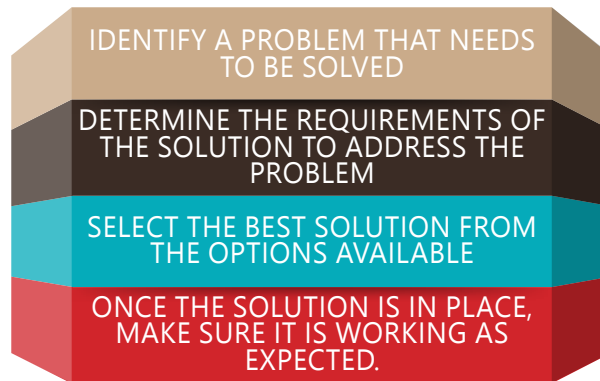 IDENTIFY A PROBLEM THAT NEEDS
TO BE SOLVED
DETERMINE THE REQUIREMENTS OF
THE SOLUTION TO ADDRESS THE
PROBLEM
SELECT THE BEST SOLUTION FROM
THE OPTIONS AVAILABLE
ONCE THE SOLUTION IS IN PLACE,
MAKE SURE IT IS WORKING AS
EXPECTED.